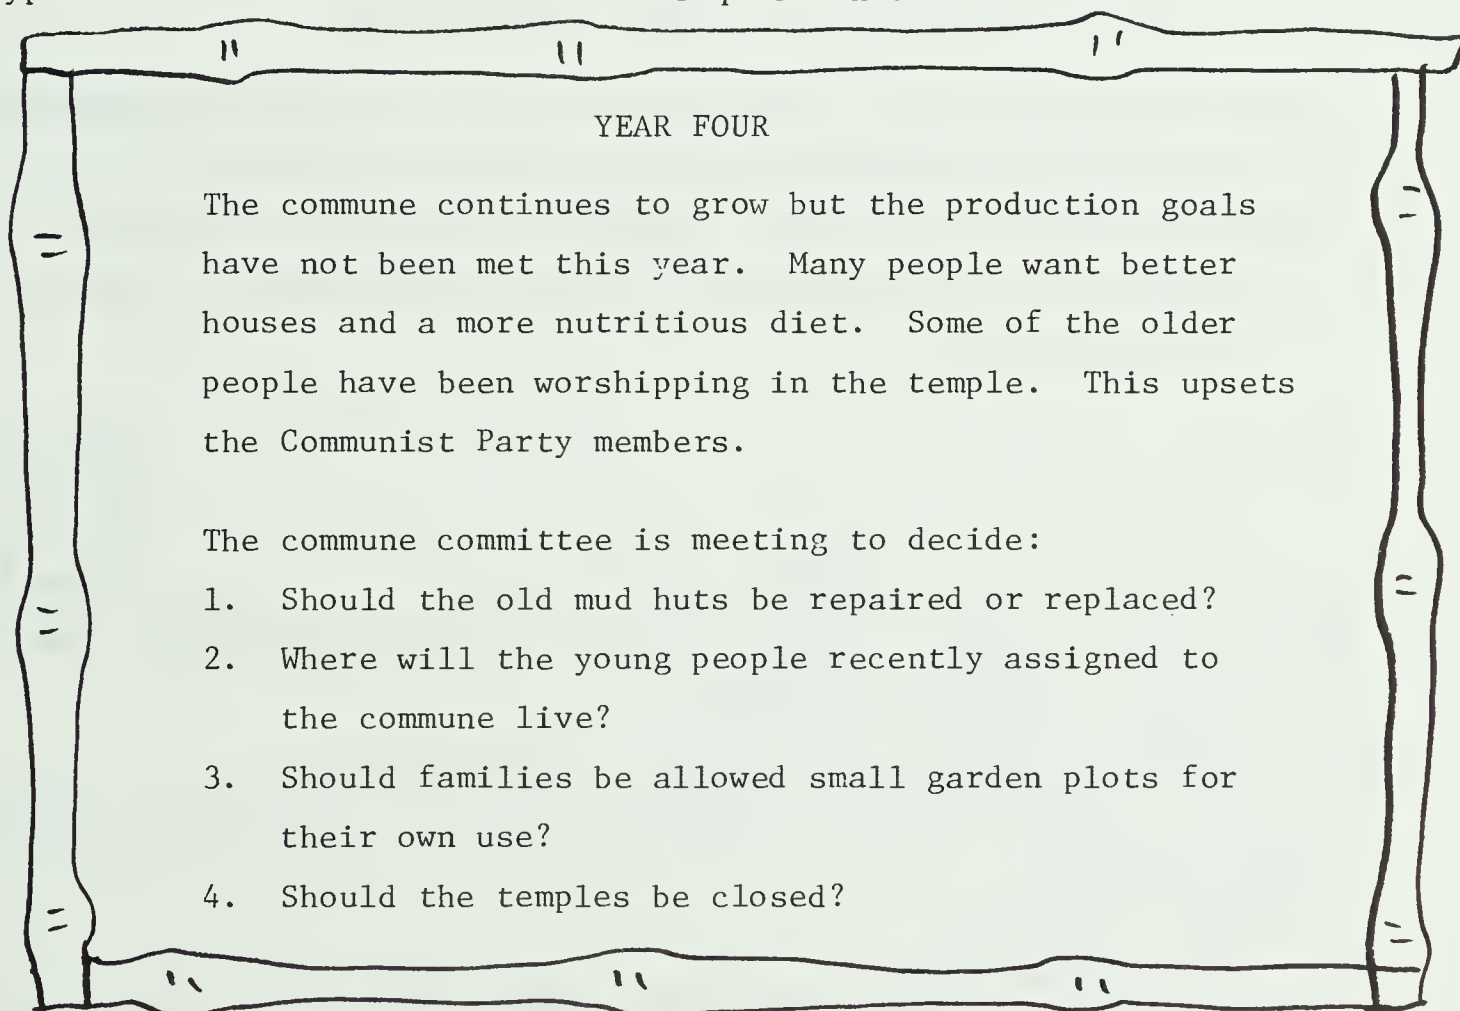 YEAR FOUR
The commune continues to grow but the production goals
have not been met this year. Many people want better
houses and a more nutritious diet. Some of the older
people have been worshipping in the temple. This upsets
the Communist Party members.
The commune committee is meeting to decide:
1. Should the old mud huts be repaired or replaced?
2. Where will the young people recently assigned to
the commune live?
3. Should families be allowed small garden plots for
their own use?
4. Should the temples be closed?